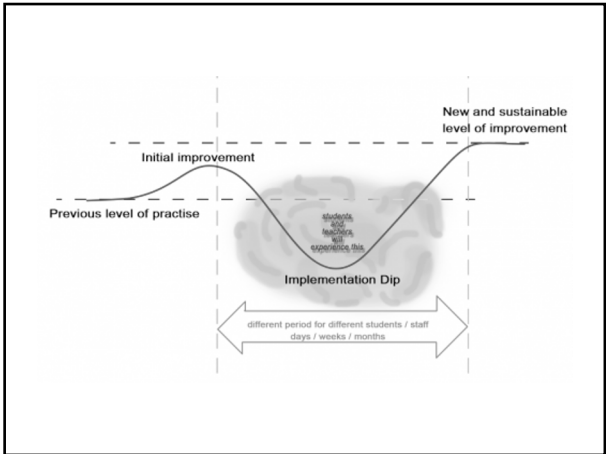 New and sustainable
level of improvement
Initial improvement
Previous level of practise
students
and
teachers
will
experience this
Implementation Dip
different period for different students / staff
days / weeks / months